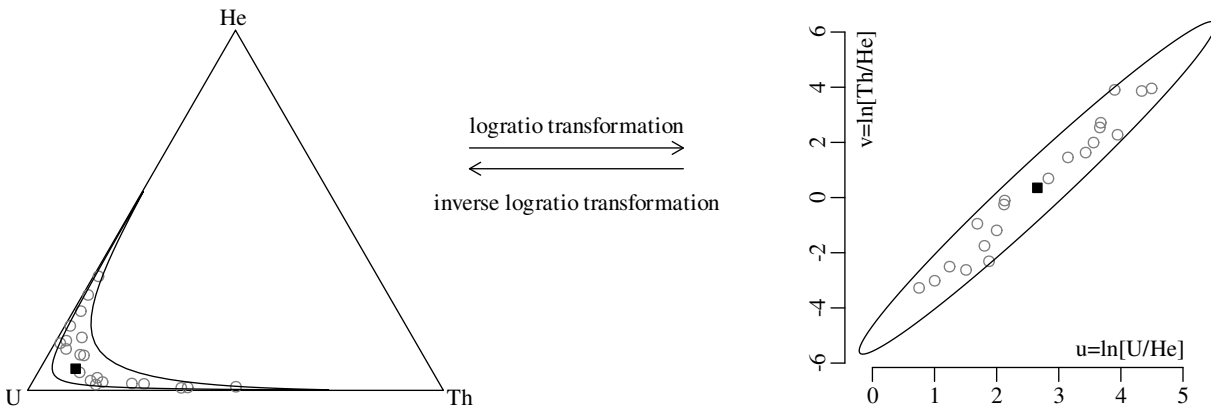 He
U
Th
logratio transformation
inverse logratio transformation
v=ln[Th/He]
6
4
2
0
-2
-4
-6
u=ln[U/He]
0 1 2 3 4 5